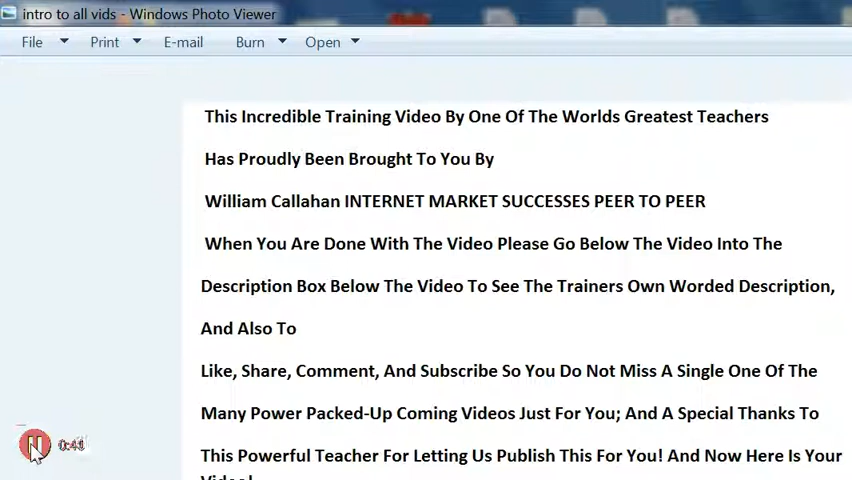 intro to all vids - Windows Photo Viewer
File Print E-mail Burn Open
This Incredible Training Video By One Of The Worlds Greatest Teachers
Has Proudly Been Brought To You By
William Callahan INTERNET MARKET SUCCESSES PEER TO PEER
When You Are Done With The Video Please Go Below The Video Into The
Description Box Below The Video To See The Trainers Own Worded Description,
And Also To
Like, Share, Comment, And Subscribe So You Do Not Miss A Single One Of The
Many Power Packed-Up Coming Videos Just For You; And A Special Thanks To
This Powerful Teacher For Letting Us Publish This For You! And Now Here Is Your
Video!